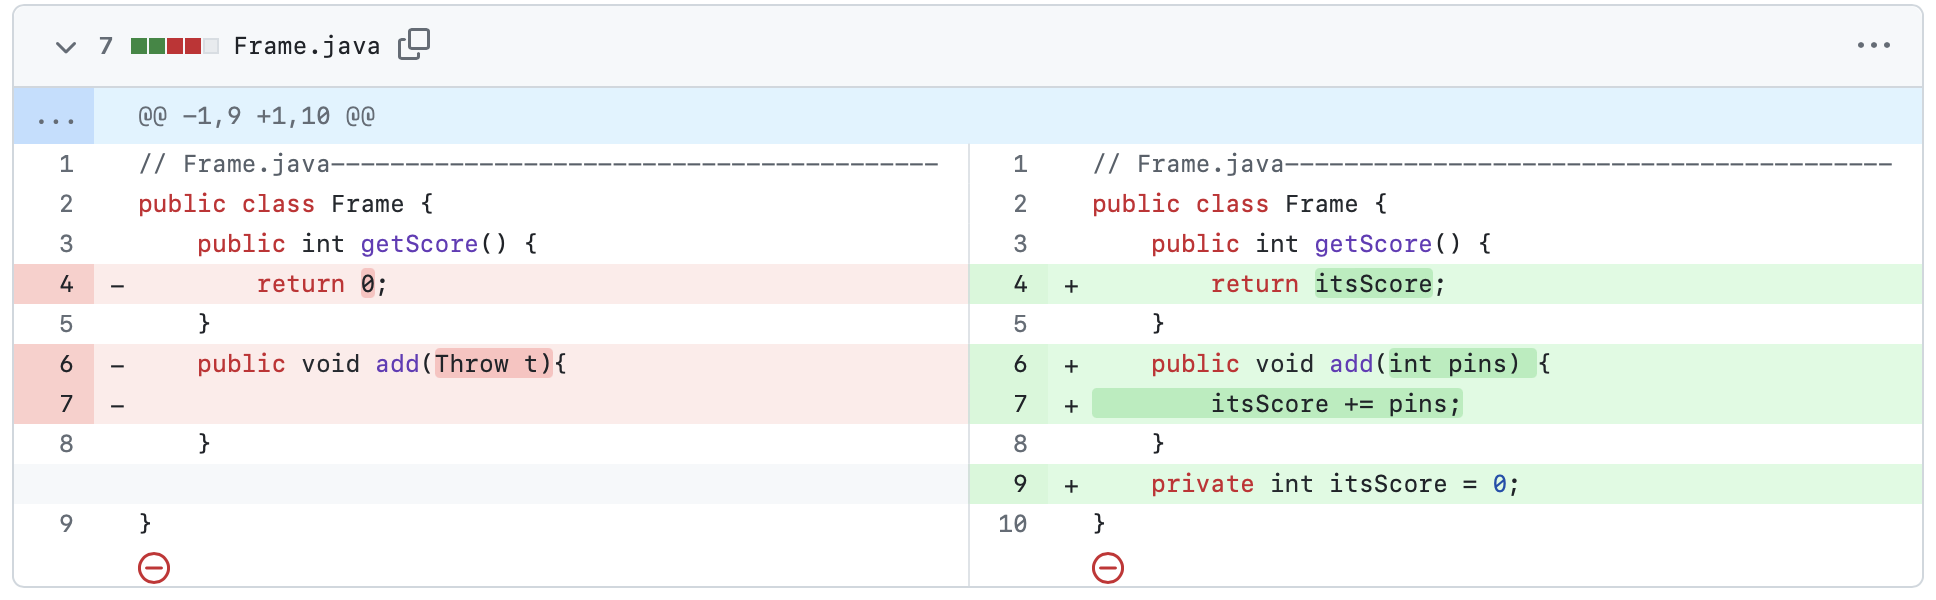 7 Frame.java
... @@ -1,9 +1,10 @@
1 // Frame.java-----------------------------------------
2 public class Frame {
3     public int getScore() {
4 -         return 0;
5     }
6 -     public void add(Throw t){
7 -
8     }
9 }
1 // Frame.java-----------------------------------------
2 public class Frame {
3     public int getScore() {
4 +         return itsScore;
5     }
6 +     public void add(int pins) {
7 +         itsScore += pins;
8     }
9 +     private int itsScore = 0;
10 }